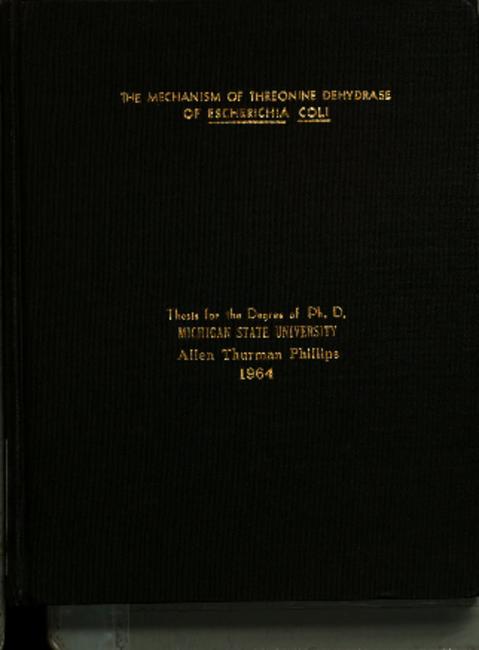 THE MECHANISM OF THREONINE DEHYDRASE
OF ESCHERICHIA COLI
Thesis for the Degree of Ph. D.
MICHIGAN STATE UNIVERSITY
Allen Thurman Phillips
1964